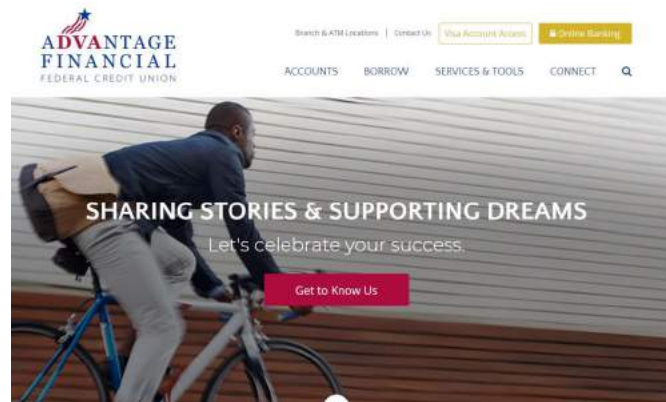 ADVANTAGE
FINANCIAL
FEDERAL CREDIT UNION
Branch & ATM Locations | Contact Us
Visa Account Access
Online Banking
ACCOUNTS BORROW SERVICES & TOOLS CONNECT
SHARING STORIES & SUPPORTING DREAMS
Let's celebrate your success.
Get to Know Us